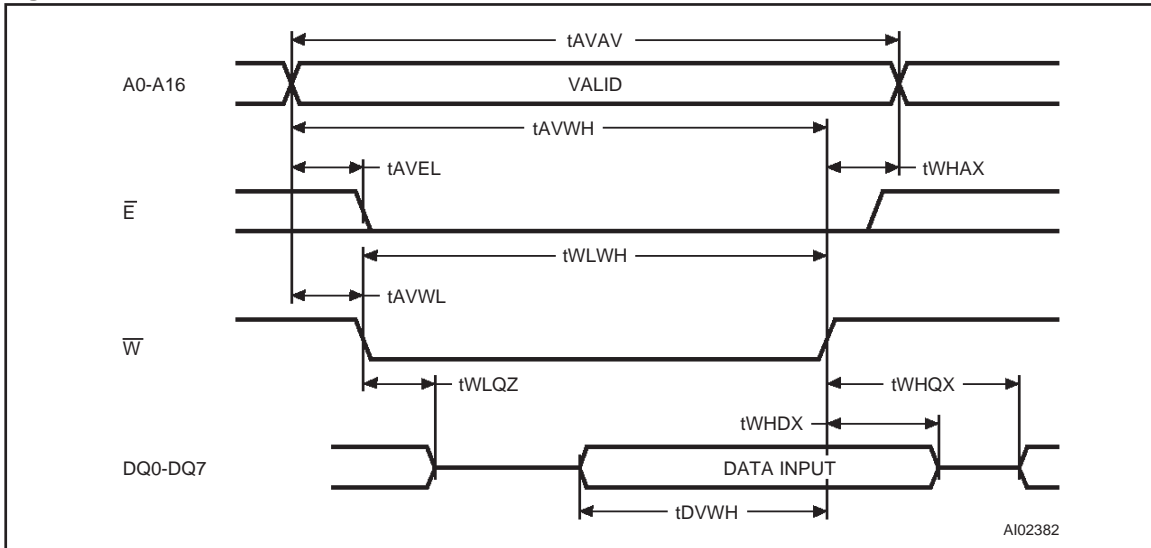 tAVAV
A0-A16
VALID
tAVWH
tAVEL
tWHAX
E̅
tWLWH
tAVWL
W̅
tWLQZ
tWHQX
tWHDX
DQ0-DQ7
DATA INPUT
tDVWH
AI02382